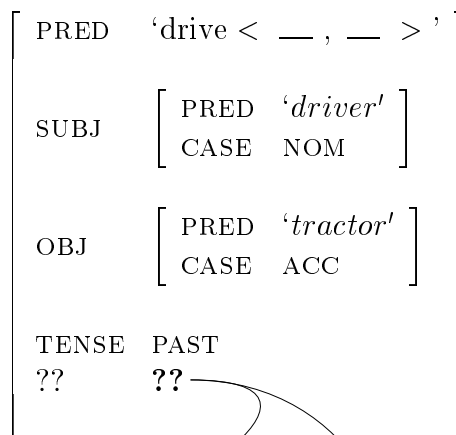 PRED ‘drive < __ , __ > ’
SUBJ
PRED ‘driver′
CASE NOM
OBJ
PRED ‘tractor′
CASE ACC
TENSE PAST
?? ??